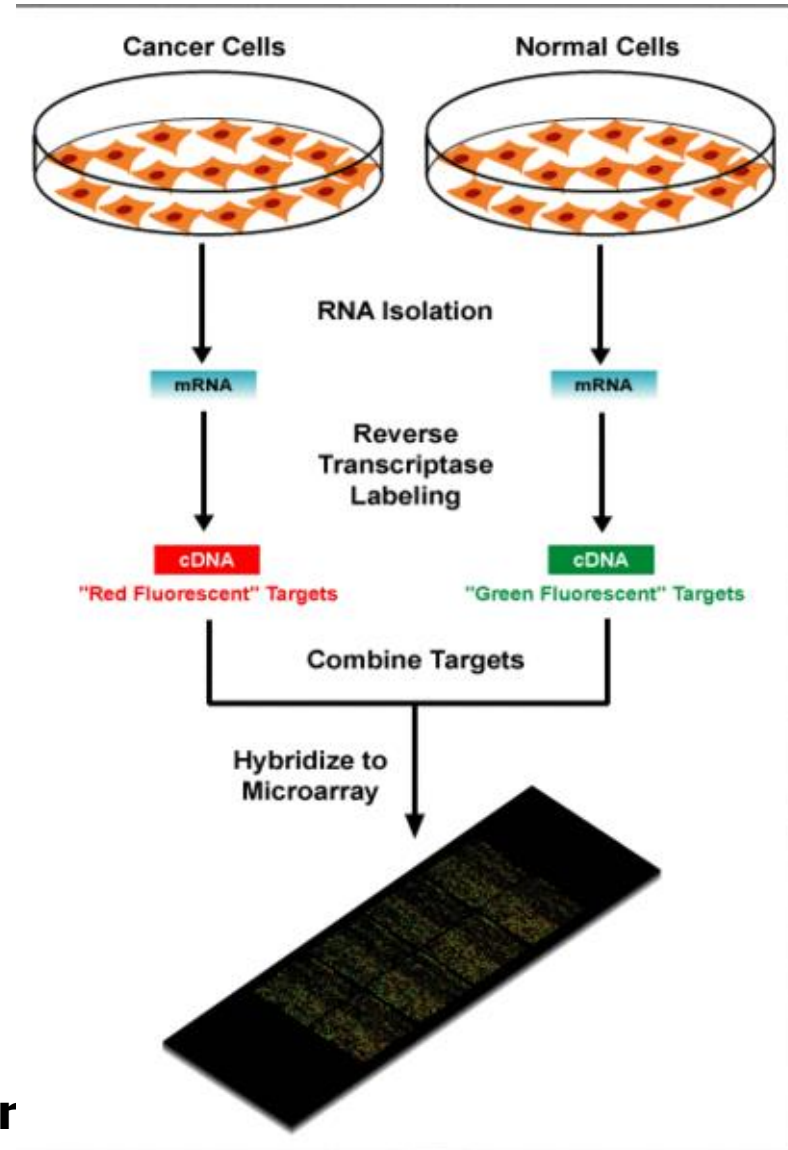 Cancer Cells
Normal Cells
RNA Isolation
mRNA
mRNA
Reverse
Transcriptase
Labeling
cDNA
cDNA
"Red Fluorescent" Targets
"Green Fluorescent" Targets
Combine Targets
Hybridize to
Microarray
r